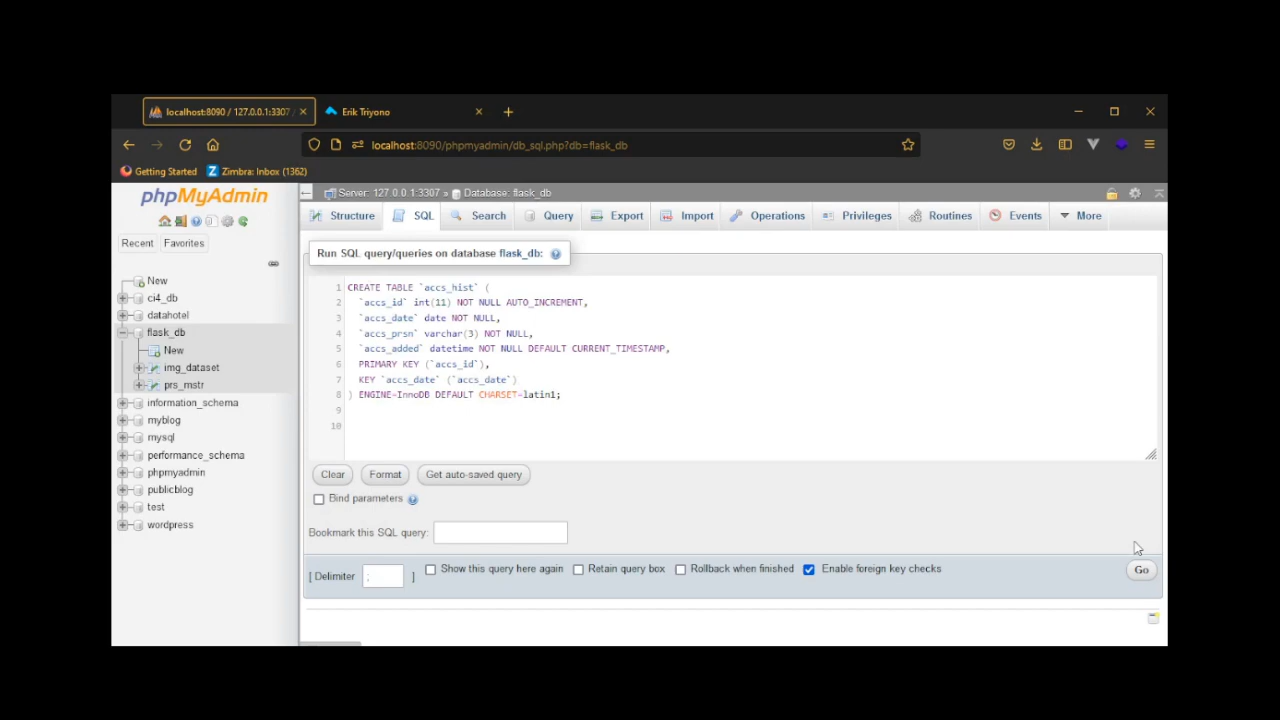 localhost:8090 / 127.0.0.1:3307
Erik Triyono
localhost:8090/phpmyadmin/db_sql.php?db=flask_db
Getting Started
Zimbra: Inbox (1362)
phpMyAdmin
Recent
Favorites
New
ci4_db
datahotel
flask_db
New
img_dataset
prs_mstr
information_schema
myblog
mysql
performance_schema
phpmyadmin
publicblog
test
wordpress
Server: 127.0.0.1:3307 » Database: flask_db
Structure
SQL
Search
Query
Export
Import
Operations
Privileges
Routines
Events
More
Run SQL query/queries on database flask_db:
1 CREATE TABLE `accs_hist` (
2 `accs_id` int(11) NOT NULL AUTO_INCREMENT,
3 `accs_date` date NOT NULL,
4 `accs_prsn` varchar(3) NOT NULL,
5 `accs_added` datetime NOT NULL DEFAULT CURRENT_TIMESTAMP,
6 PRIMARY KEY (`accs_id`),
7 KEY `accs_date` (`accs_date`)
8 ) ENGINE=InnoDB DEFAULT CHARSET=latin1;
9
10
Clear
Format
Get auto-saved query
Bind parameters
Bookmark this SQL query:
[ Delimiter ; ]
Show this query here again
Retain query box
Rollback when finished
Enable foreign key checks
Go